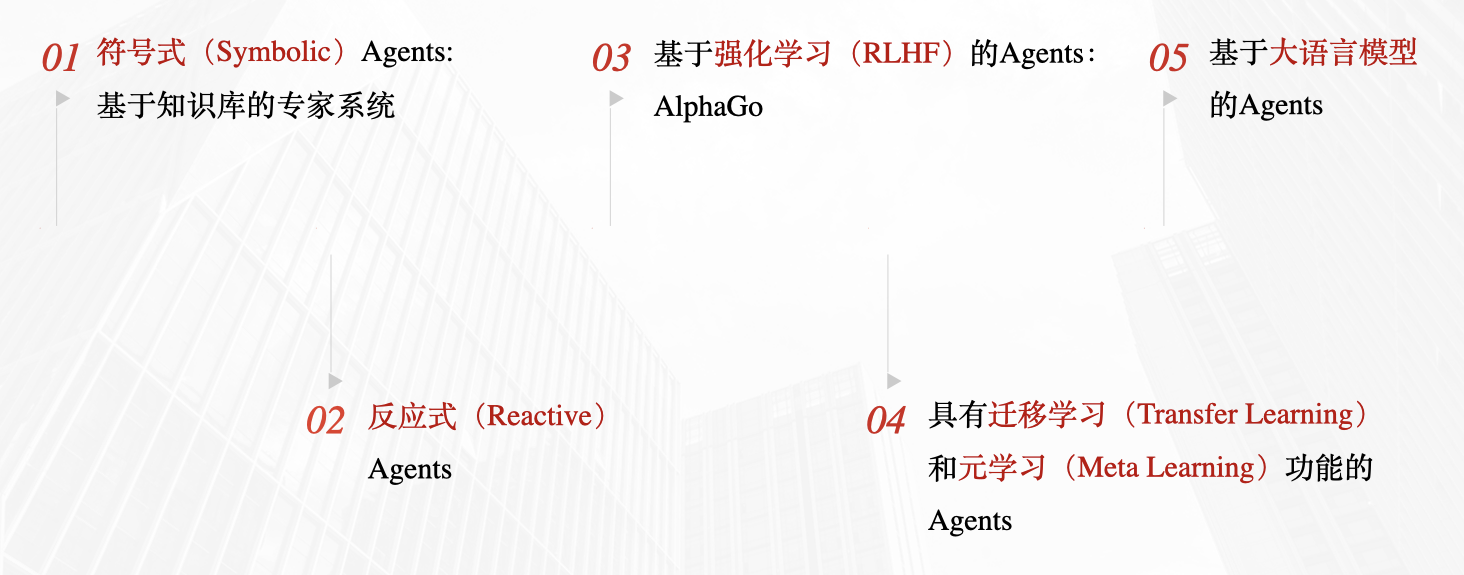 01 符号式（Symbolic）Agents:
基于知识库的专家系统
02 反应式（Reactive）
Agents
03 基于强化学习（RLHF）的Agents：
AlphaGo
04 具有迁移学习（Transfer Learning）
和元学习（Meta Learning）功能的
Agents
05 基于大语言模型
的Agents